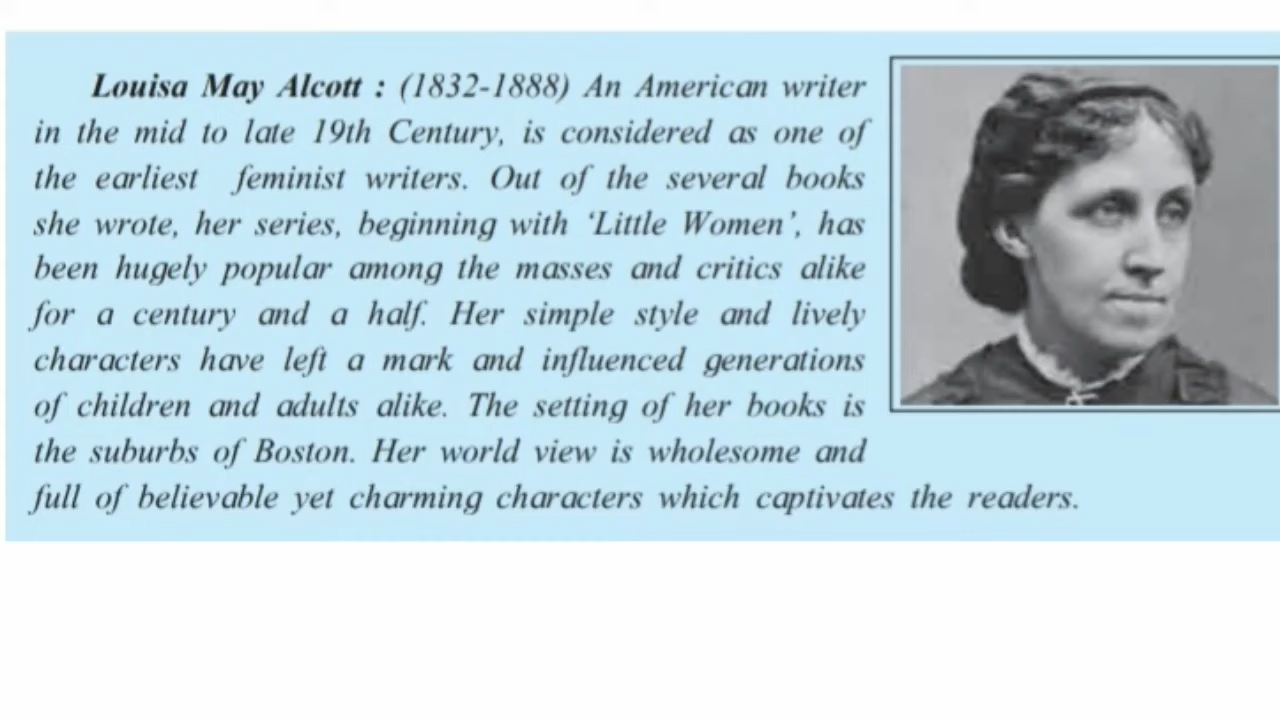 Louisa May Alcott : (1832-1888) An American writer
in the mid to late 19th Century, is considered as one of
the earliest feminist writers. Out of the several books
she wrote, her series, beginning with ‘Little Women’, has
been hugely popular among the masses and critics alike
for a century and a half. Her simple style and lively
characters have left a mark and influenced generations
of children and adults alike. The setting of her books is
the suburbs of Boston. Her world view is wholesome and
full of believable yet charming characters which captivates the readers.